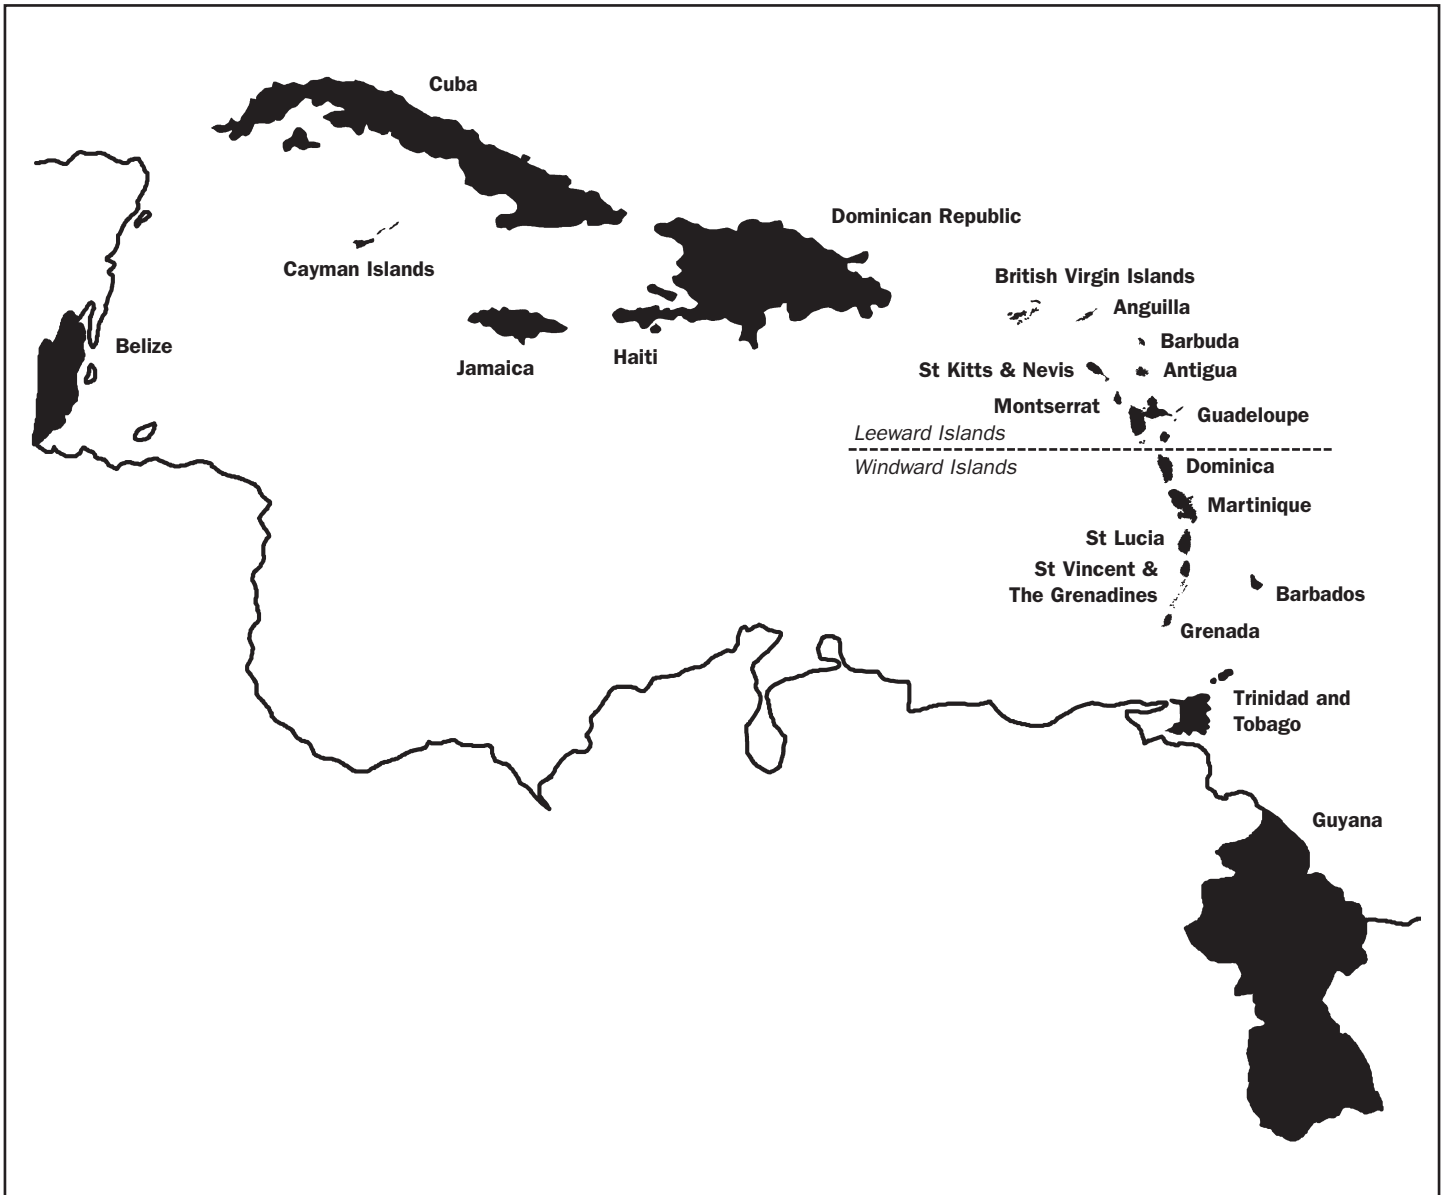 Cuba
Dominican Republic
Cayman Islands
British Virgin Islands
Anguilla
Barbuda
Belize
Haiti
Jamaica
St Kitts & Nevis
Antigua
Montserrat
Guadeloupe
Leeward Islands
Windward Islands
Dominica
Martinique
St Lucia
St Vincent &
The Grenadines
Barbados
Grenada
Trinidad and
Tobago
Guyana